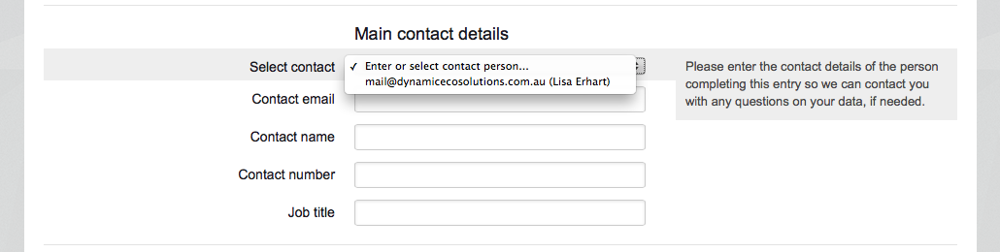 Main contact details
Select contact
✓ Enter or select contact person...
mail@dynamicecosolutions.com.au (Lisa Erhart)
Please enter the contact details of the person
completing this entry so we can contact you
with any questions on your data, if needed.
Contact email
Contact name
Contact number
Job title